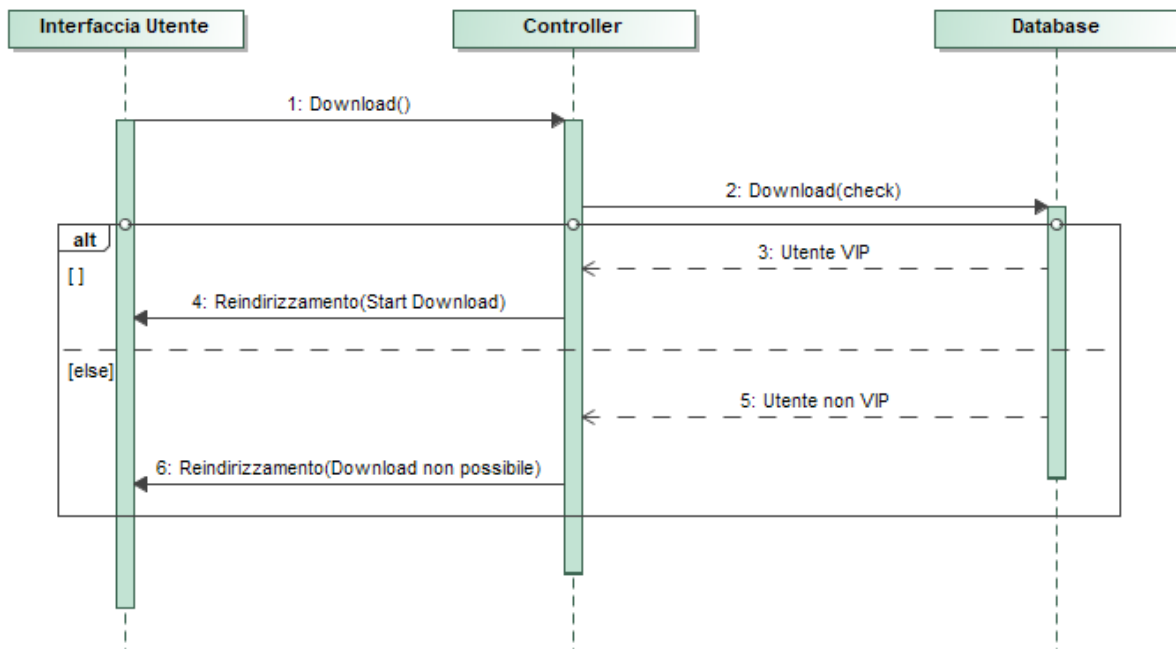 Interfaccia Utente
Controller
Database
1: Download()
2: Download(check)
alt
3: Utente VIP
[ ]
4: Reindirizzamento(Start Download)
[else]
5: Utente non VIP
6: Reindirizzamento(Download non possibile)